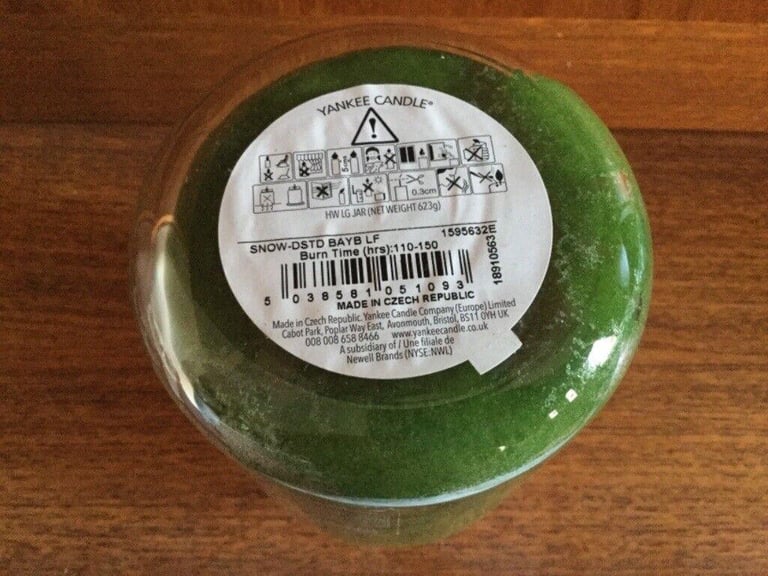 YANKEE CANDLE®
0.3cm
HW LG JAR (NET WEIGHT 623g)
SNOW-DSTD BAYB LF 1595632E
Burn Time (hrs):110-150
18910563
5 038581 051093
MADE IN CZECH REPUBLIC
Made in Czech Republic. Yankee Candle Company (Europe) Limited
Cabot Park, Poplar Way East, Avonmouth, Bristol, BS11 0YH UK
008 008 658 8466 www.yankeecandle.co.uk
A subsidiary of / Une filiale de
Newell Brands (NYSE:NWL)